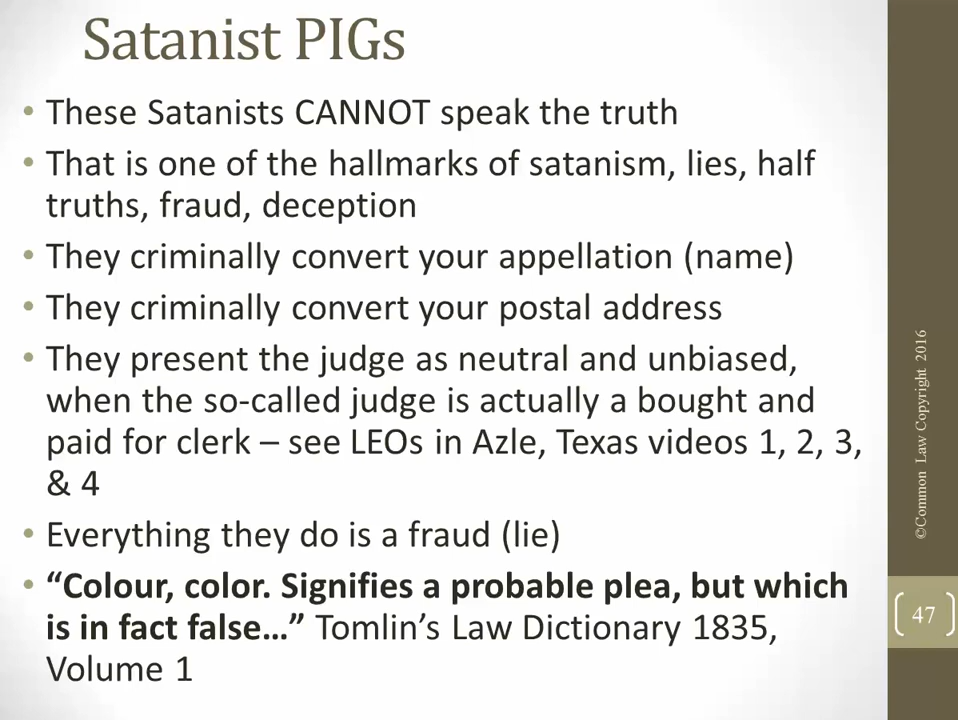 Satanist PIGs
• These Satanists CANNOT speak the truth
• That is one of the hallmarks of satanism, lies, half
truths, fraud, deception
• They criminally convert your appellation (name)
• They criminally convert your postal address
• They present the judge as neutral and unbiased,
when the so-called judge is actually a bought and
paid for clerk – see LEOs in Azle, Texas videos 1, 2, 3,
& 4
• Everything they do is a fraud (lie)
• “Colour, color. Signifies a probable plea, but which
is in fact false…” Tomlin’s Law Dictionary 1835,
Volume 1
©Common Law Copyright 2016
47